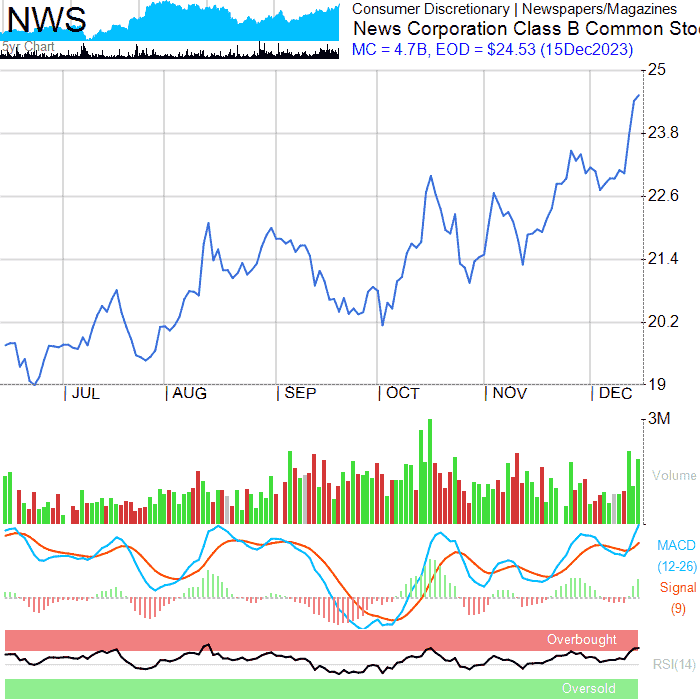 NWS
5yr Chart
Consumer Discretionary | Newspapers/Magazines
News Corporation Class B Common Sto
MC = 4.7B, EOD = $24.53 (15Dec2023)
25
23.8
22.6
21.4
20.2
19
JUL
AUG
SEP
OCT
NOV
DEC
3M
Volume
MACD
(12-26)
Signal
(9)
Overbought
RSI(14)
Oversold